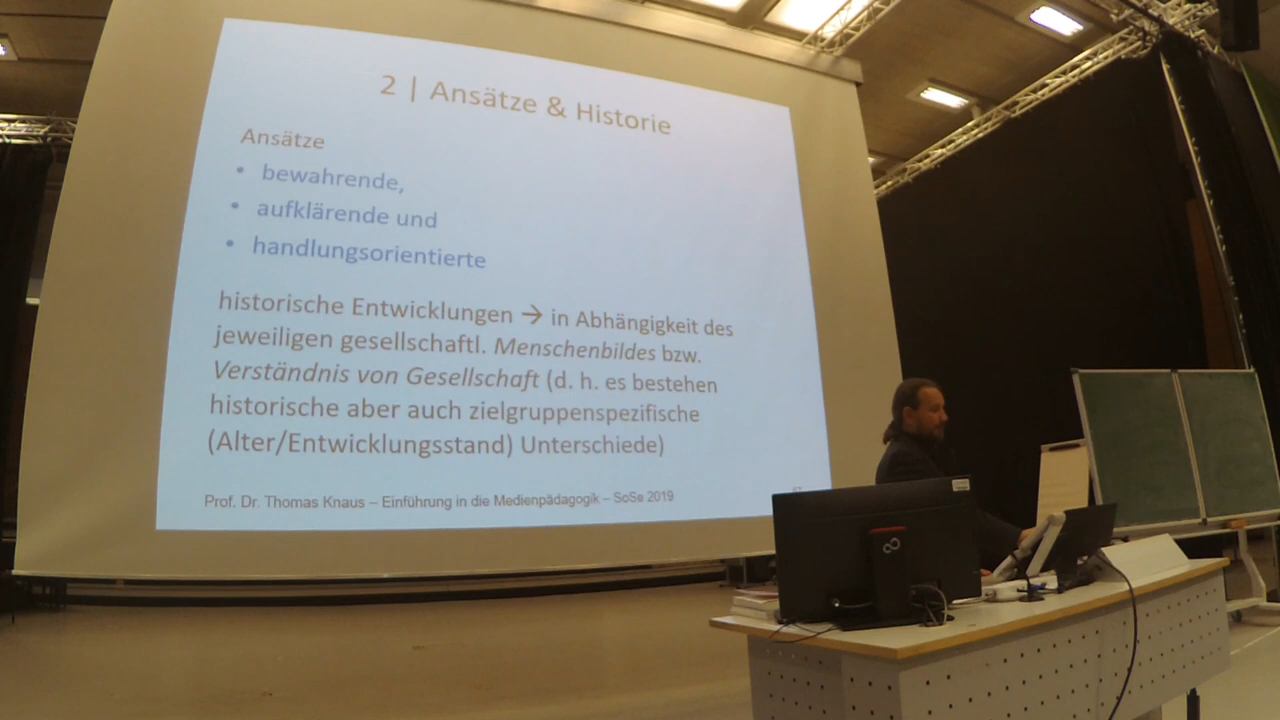 2 | Ansätze & Historie
Ansätze
• bewahrende,
• aufklärende und
• handlungsorientierte
historische Entwicklungen → in Abhängigkeit des
jeweiligen gesellschaftl. Menschenbildes bzw.
Verständnis von Gesellschaft (d. h. es bestehen
historische aber auch zielgruppenspezifische
(Alter/Entwicklungsstand) Unterschiede)
Prof. Dr. Thomas Knaus – Einführung in die Medienpädagogik – SoSe 2019